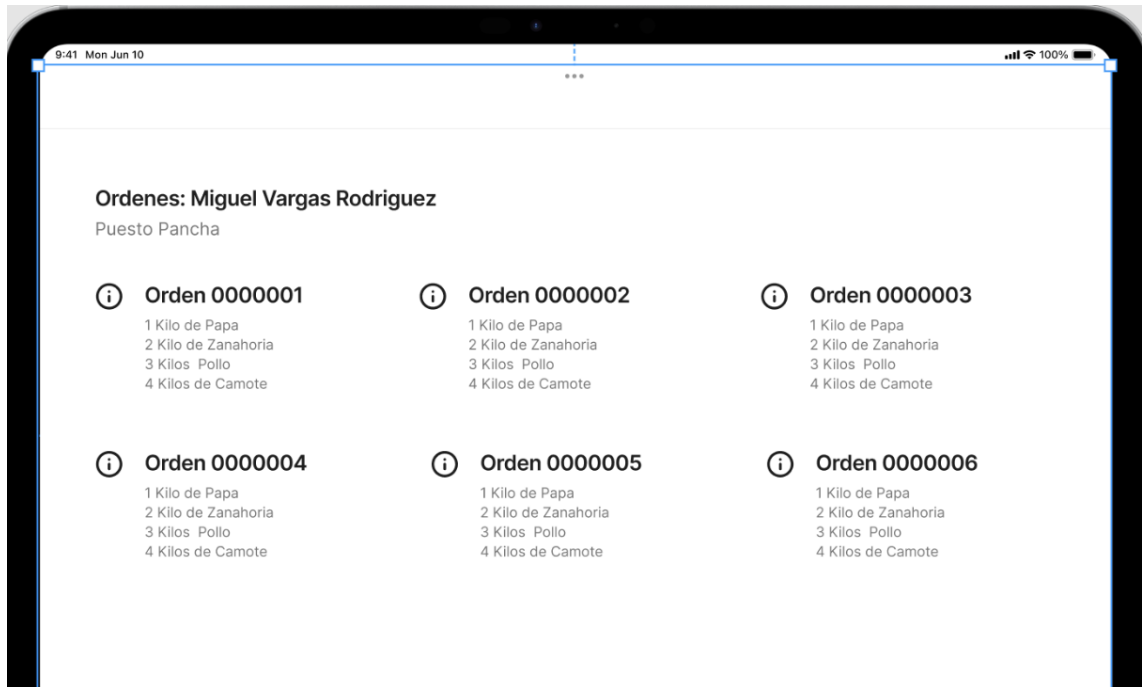 9:41 Mon Jun 10
100%
Ordenes: Miguel Vargas Rodriguez
Puesto Pancha
Orden 0000001
1 Kilo de Papa
2 Kilo de Zanahoria
3 Kilos  Pollo
4 Kilos de Camote
Orden 0000002
1 Kilo de Papa
2 Kilo de Zanahoria
3 Kilos  Pollo
4 Kilos de Camote
Orden 0000003
1 Kilo de Papa
2 Kilo de Zanahoria
3 Kilos  Pollo
4 Kilos de Camote
Orden 0000004
1 Kilo de Papa
2 Kilo de Zanahoria
3 Kilos  Pollo
4 Kilos de Camote
Orden 0000005
1 Kilo de Papa
2 Kilo de Zanahoria
3 Kilos  Pollo
4 Kilos de Camote
Orden 0000006
1 Kilo de Papa
2 Kilo de Zanahoria
3 Kilos  Pollo
4 Kilos de Camote